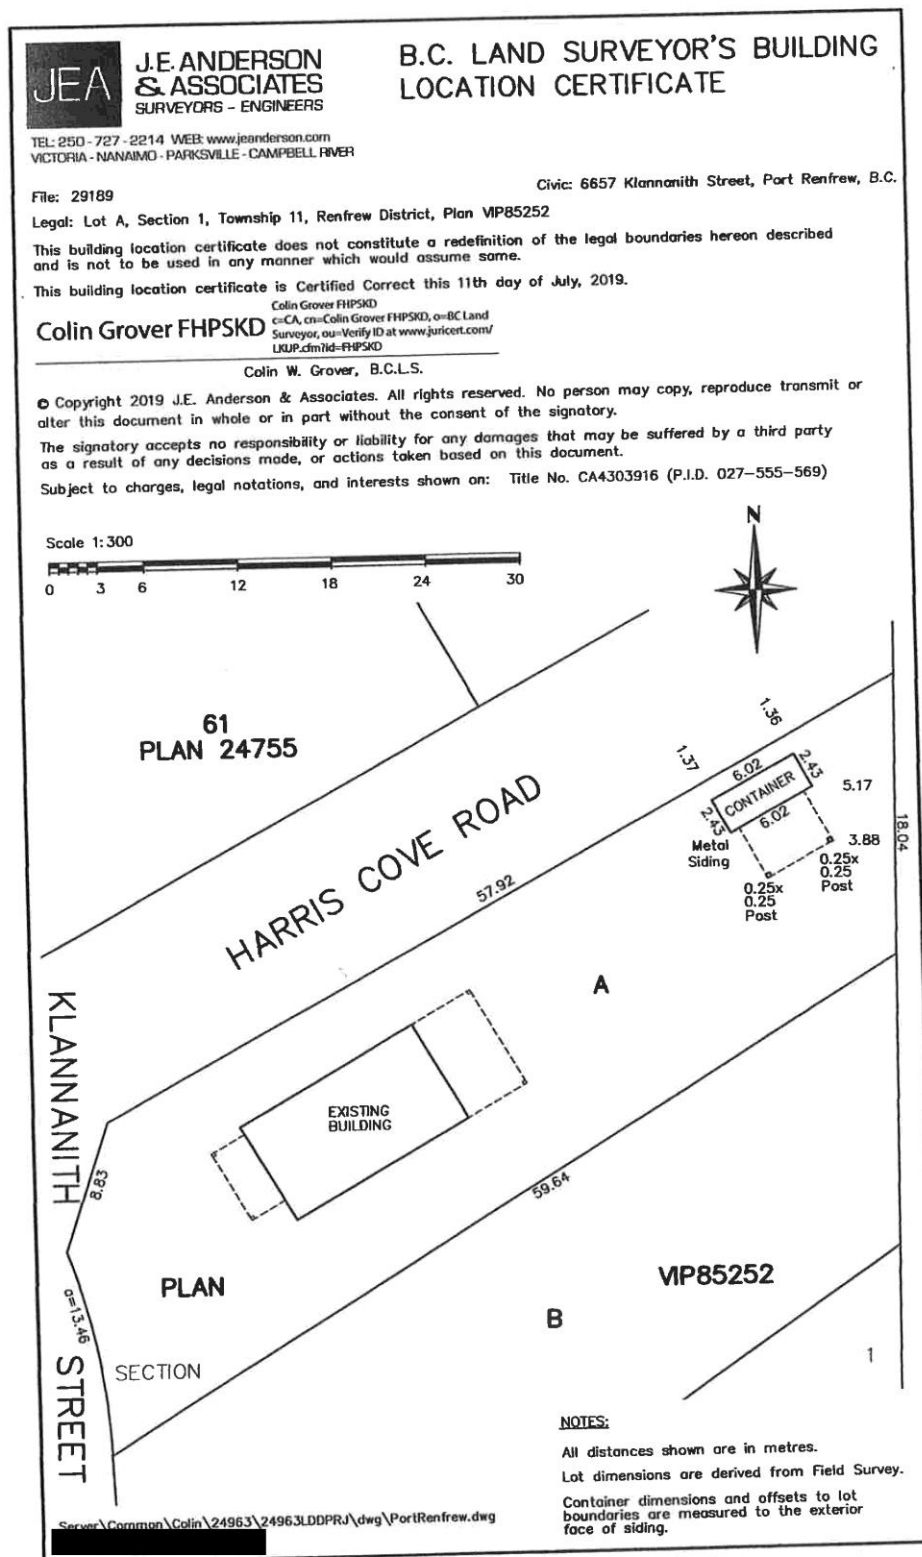 JEA
J.E. ANDERSON
& ASSOCIATES
SURVEYORS - ENGINEERS
TEL: 250 - 727 - 2214 WEB: www.jeanderson.com
VICTORIA - NANAIMO - PARKSVILLE - CAMPBELL RIVER
B.C. LAND SURVEYOR'S BUILDING
LOCATION CERTIFICATE
File: 29189
Civic: 6657 Klannanith Street, Port Renfrew, B.C.
Legal: Lot A, Section 1, Township 11, Renfrew District, Plan VIP85252
This building location certificate does not constitute a redefinition of the legal boundaries hereon described
and is not to be used in any manner which would assume same.
This building location certificate is Certified Correct this 11th day of July, 2019.
Colin Grover FHPSKD
Colin Grover FHPSKD
c=CA, cn=Colin Grover FHPSKD, o=BC Land
Surveyor, ou=Verify ID at www.juricert.com/
LKUP.cfm?id=FHPSKD
Colin W. Grover, B.C.L.S.
© Copyright 2019 J.E. Anderson & Associates. All rights reserved. No person may copy, reproduce transmit or
alter this document in whole or in part without the consent of the signatory.
The signatory accepts no responsibility or liability for any damages that may be suffered by a third party
as a result of any decisions made, or actions taken based on this document.
Subject to charges, legal notations, and interests shown on: Title No. CA4303916 (P.I.D. 027-555-569)
Scale 1:300
0 3 6 12 18 24 30
N
61
PLAN 24755
HARRIS COVE ROAD
1.36
1.37
6.02
2.43
CONTAINER
5.17
2.43
6.02
3.88
18.04
Metal
Siding
0.25x
0.25
Post
0.25x
0.25
Post
57.92
A
EXISTING
BUILDING
KLANNANITH
8.83
59.64
PLAN
VIP85252
a=13.46
B
SECTION
1
STREET
NOTES:
All distances shown are in metres.
Lot dimensions are derived from Field Survey.
Container dimensions and offsets to lot
boundaries are measured to the exterior
face of siding.
Server\Common\Colin\24963\24963LDDPRJ\dwg\PortRenfrew.dwg